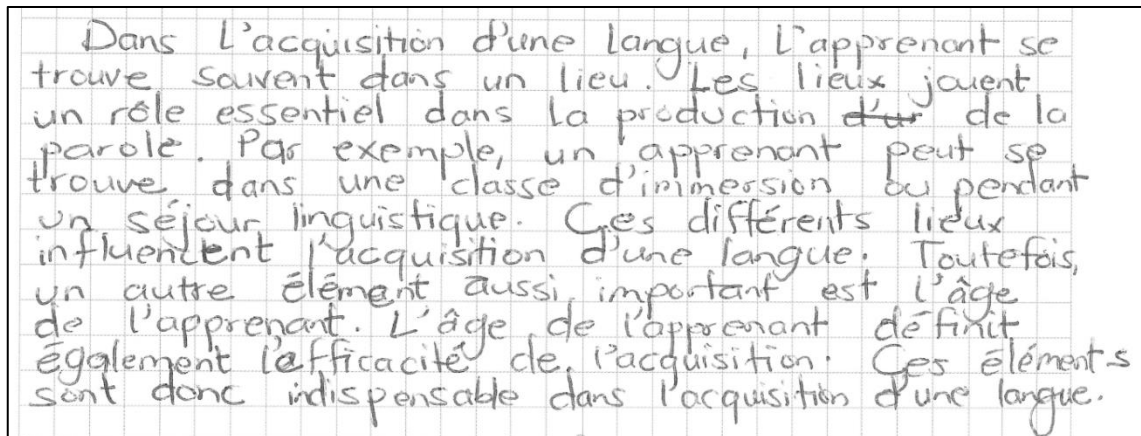 Dans l'acquisition d'une langue, l'apprenant se
trouve souvent dans un lieu. Les lieux jouent
un rôle essentiel dans la production d'un de la
parole. Par exemple, un apprenant peut se
trouve dans une classe d'immersion ou pendant
un séjour linguistique. Ces différents lieux
influencent l'acquisition d'une langue. Toutefois,
un autre élément aussi important est l'âge
de l'apprenant. L'âge de l'apprenant définit
également l'efficacité de l'acquisition. Ces éléments
sont donc indispensable dans l'acquisition d'une langue.